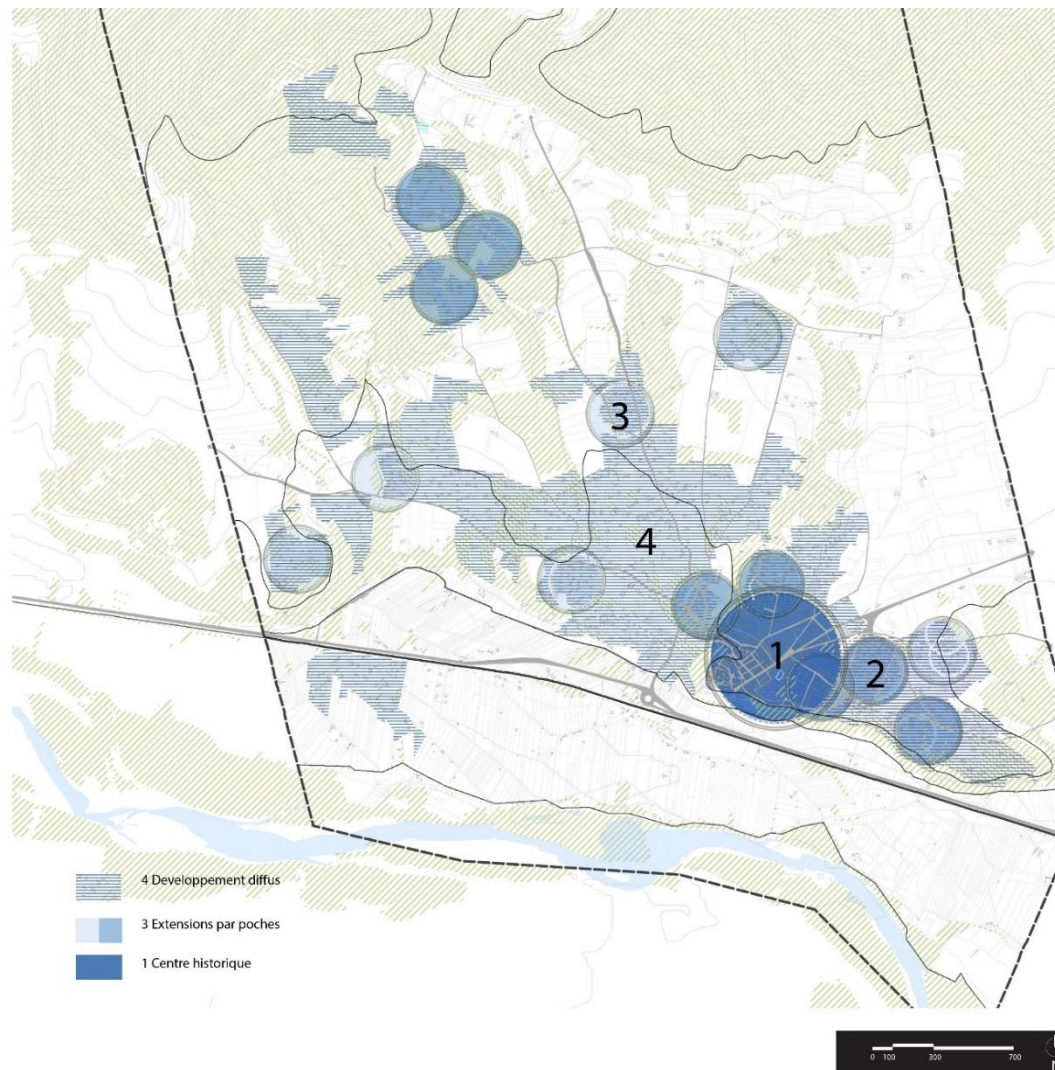 3
4
1
2
4 Developpement diffus
3 Extensions par poches
1 Centre historique
0 100 300 700